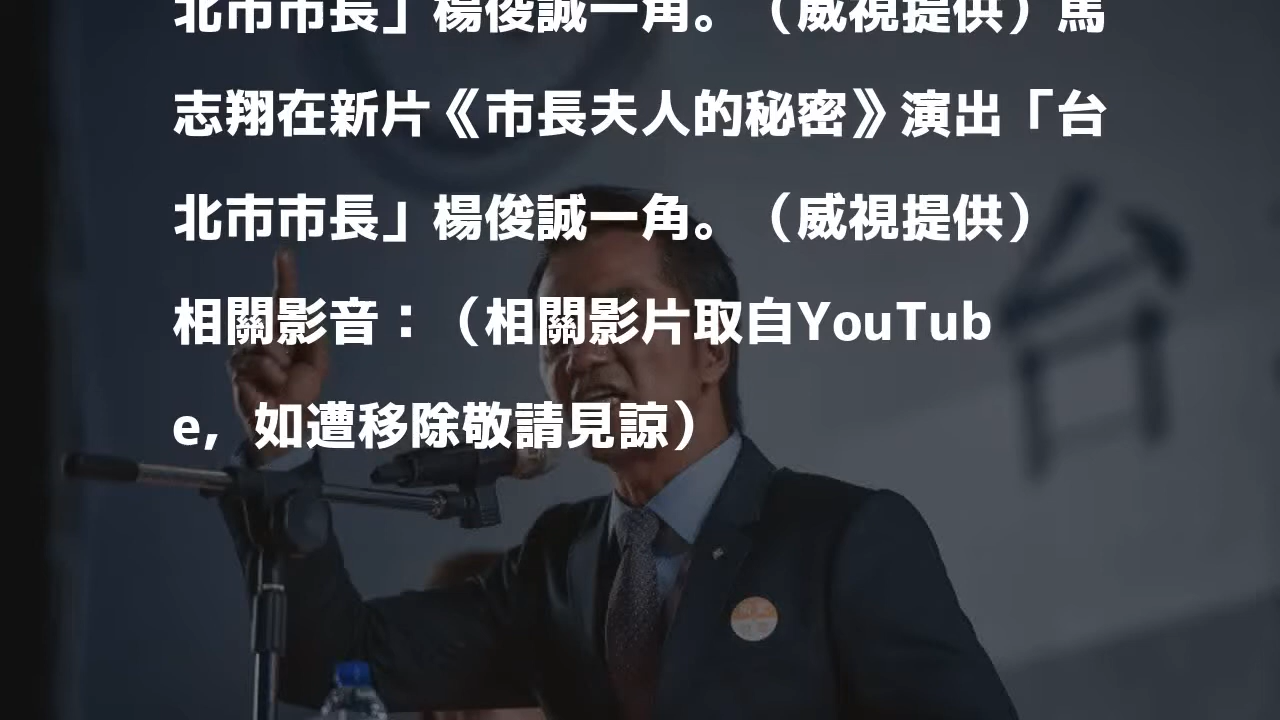 北市市長」楊俊誠一角。（威視提供）馬
志翔在新片《市長夫人的秘密》演出「台
北市市長」楊俊誠一角。（威視提供）
相關影音：（相關影片取自YouTub
e，如遭移除敬請見諒）
台